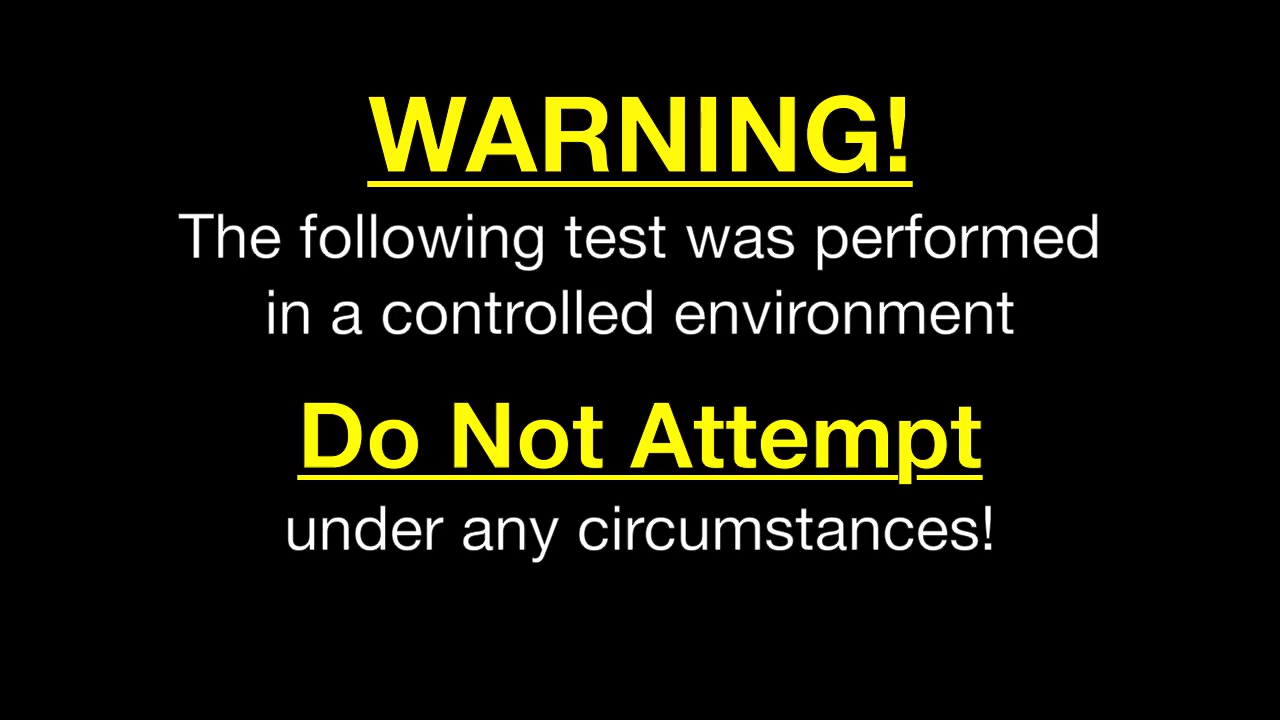 WARNING!
The following test was performed
in a controlled environment
Do Not Attempt
under any circumstances!